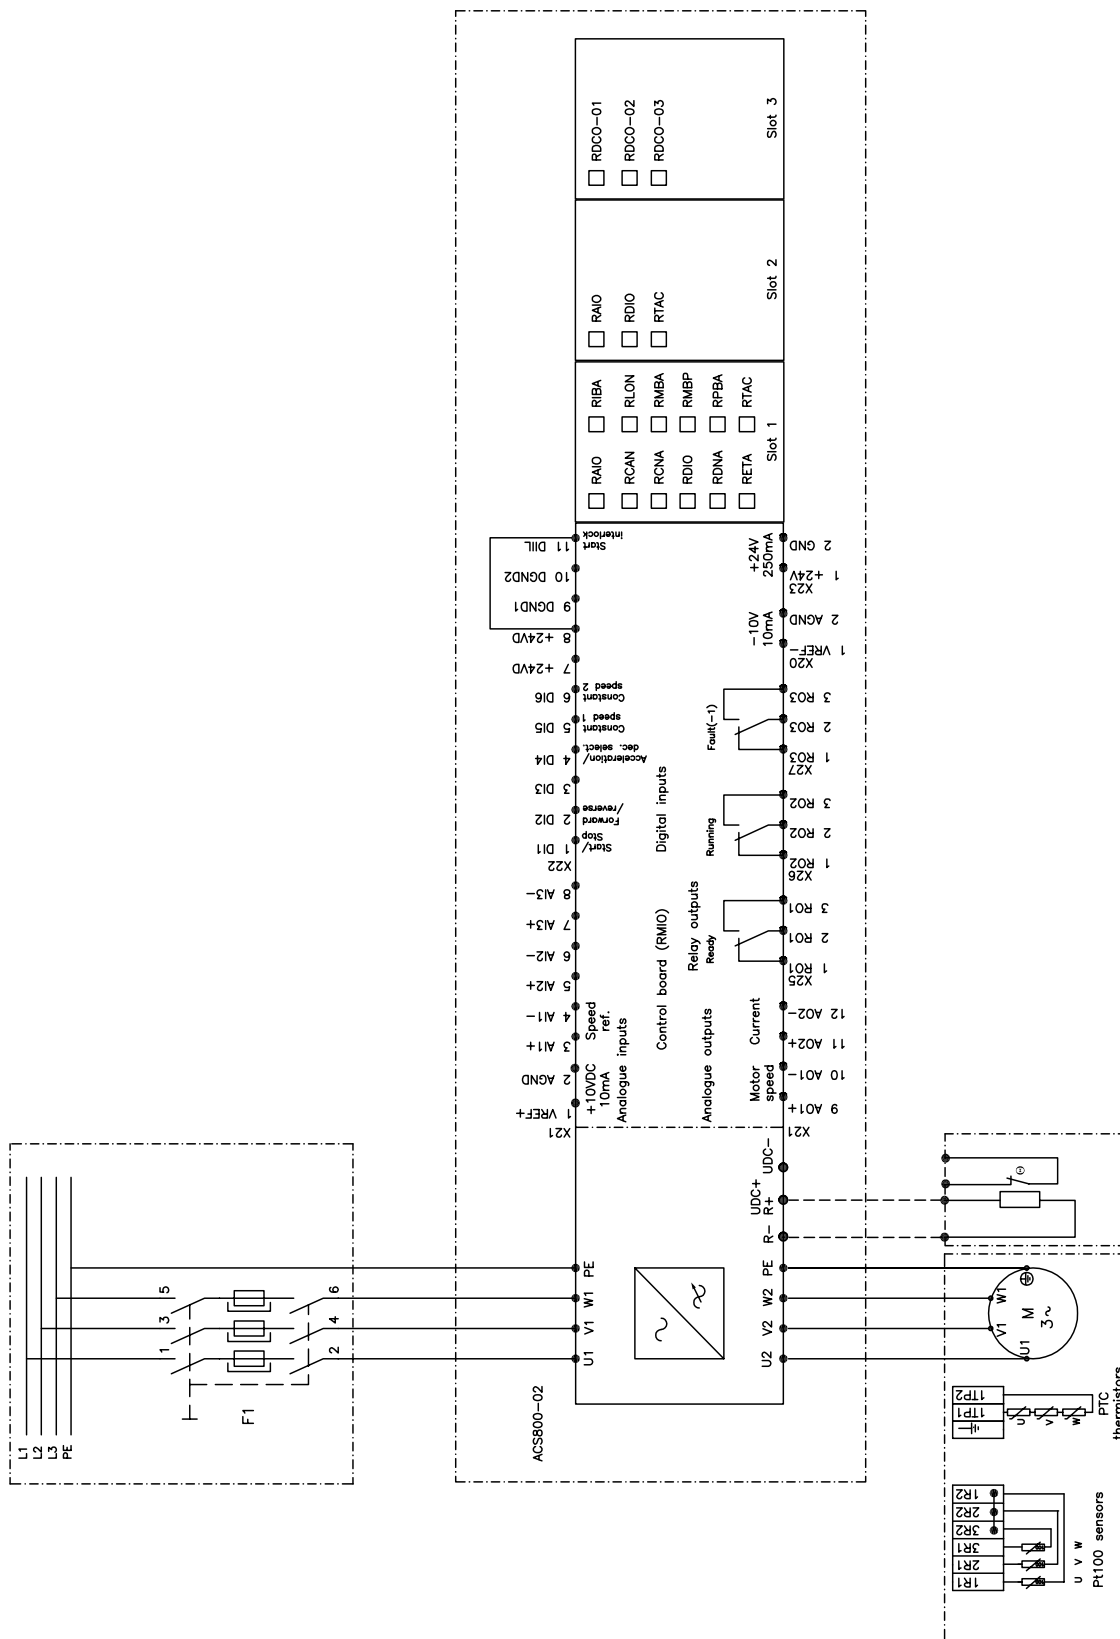 L1
L2
L3
PE
F1
1
3
5
2
4
6
ACS800-02
U1
V1
W1
PE
U2
V2
W2
PE
R-
UDC+
R+
UDC-
X21
1 VREF+
2 AGND
3 AI1+
4 AI1-
5 AI2+
6 AI2-
7 AI3+
8 AI3-
+10VDC
10mA
Speed
ref.
Analogue inputs
X22
1 DI1
2 DI2
3 DI3
4 DI4
5 DI5
6 DI6
7 +24VD
8 +24VD
9 DGND1
10 DGND2
11 DIIL
Start/
Stop
Forward
/reverse
Acceleration/
dec. select.
Constant
speed 1
Constant
speed 2
Start
interlock
Digital inputs
Control board (RMIO)
Relay outputs
Analogue outputs
Motor
speed
Current
Ready
Running
Fault(-1)
-10V
10mA
+24V
250mA
X21
9 AO1+
10 AO1-
11 AO2+
12 AO2-
X25
1 RO1
2 RO1
3 RO1
X26
1 RO2
2 RO2
3 RO2
X27
1 RO3
2 RO3
3 RO3
X20
1 VREF-
2 AGND
X23
1 +24V
2 GND
RAIO
RCAN
RCNA
RDIO
RDNA
RETA
RIBA
RLON
RMBA
RMBP
RPBA
RTAC
Slot 1
RAIO
RDIO
RTAC
Slot 2
RDCO-01
RDCO-02
RDCO-03
Slot 3
Θ
U1
V1
W1
M
3~
1TP1
1TP2
U
V
W
PTC
thermistors
1R1
2R1
3R1
3R2
2R2
1R2
U V W
Pt100 sensors